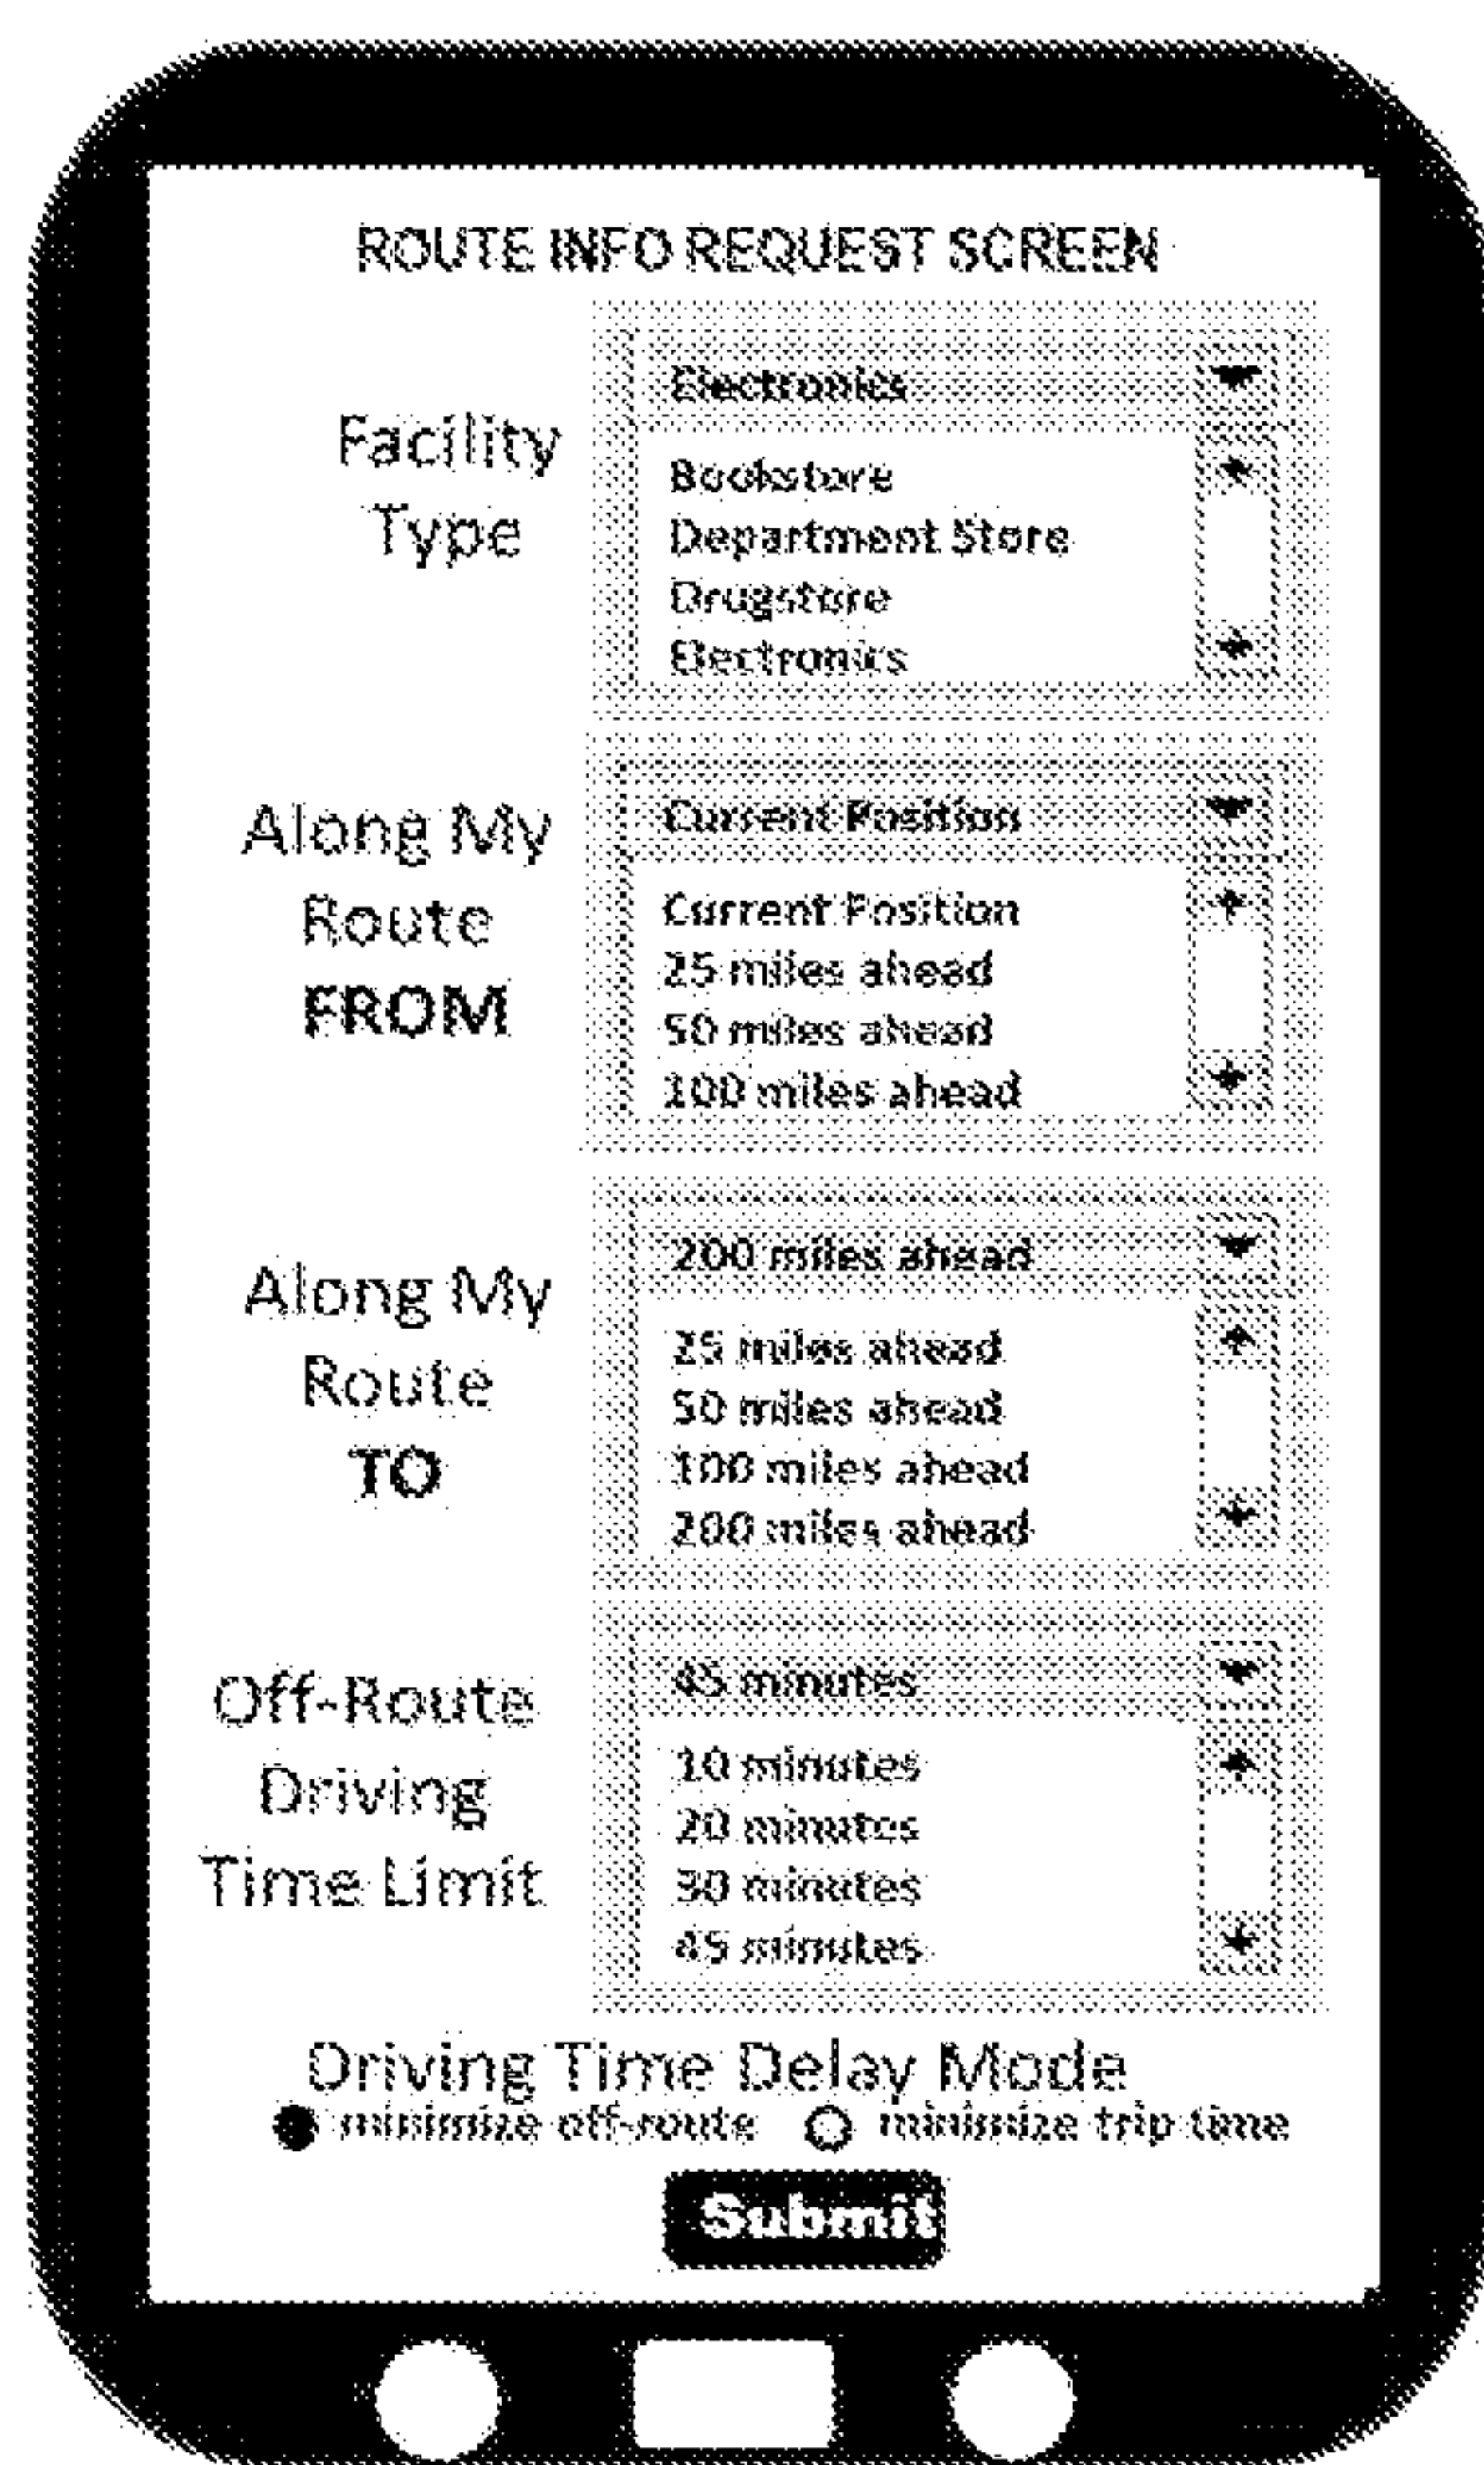 ROUTE INFO REQUEST SCREEN
Facility
Type
Electronics
Bookstore
Department Store
Drugstore
Electronics
Along My
Route
FROM
Current Position
Current Position
25 miles ahead
50 miles ahead
100 miles ahead
Along My
Route
TO
200 miles ahead
25 miles ahead
50 miles ahead
100 miles ahead
200 miles ahead
Off-Route
Driving
Time Limit
45 minutes
10 minutes
20 minutes
30 minutes
45 minutes
Driving Time Delay Mode
minimize off-route minimize trip time
Submit